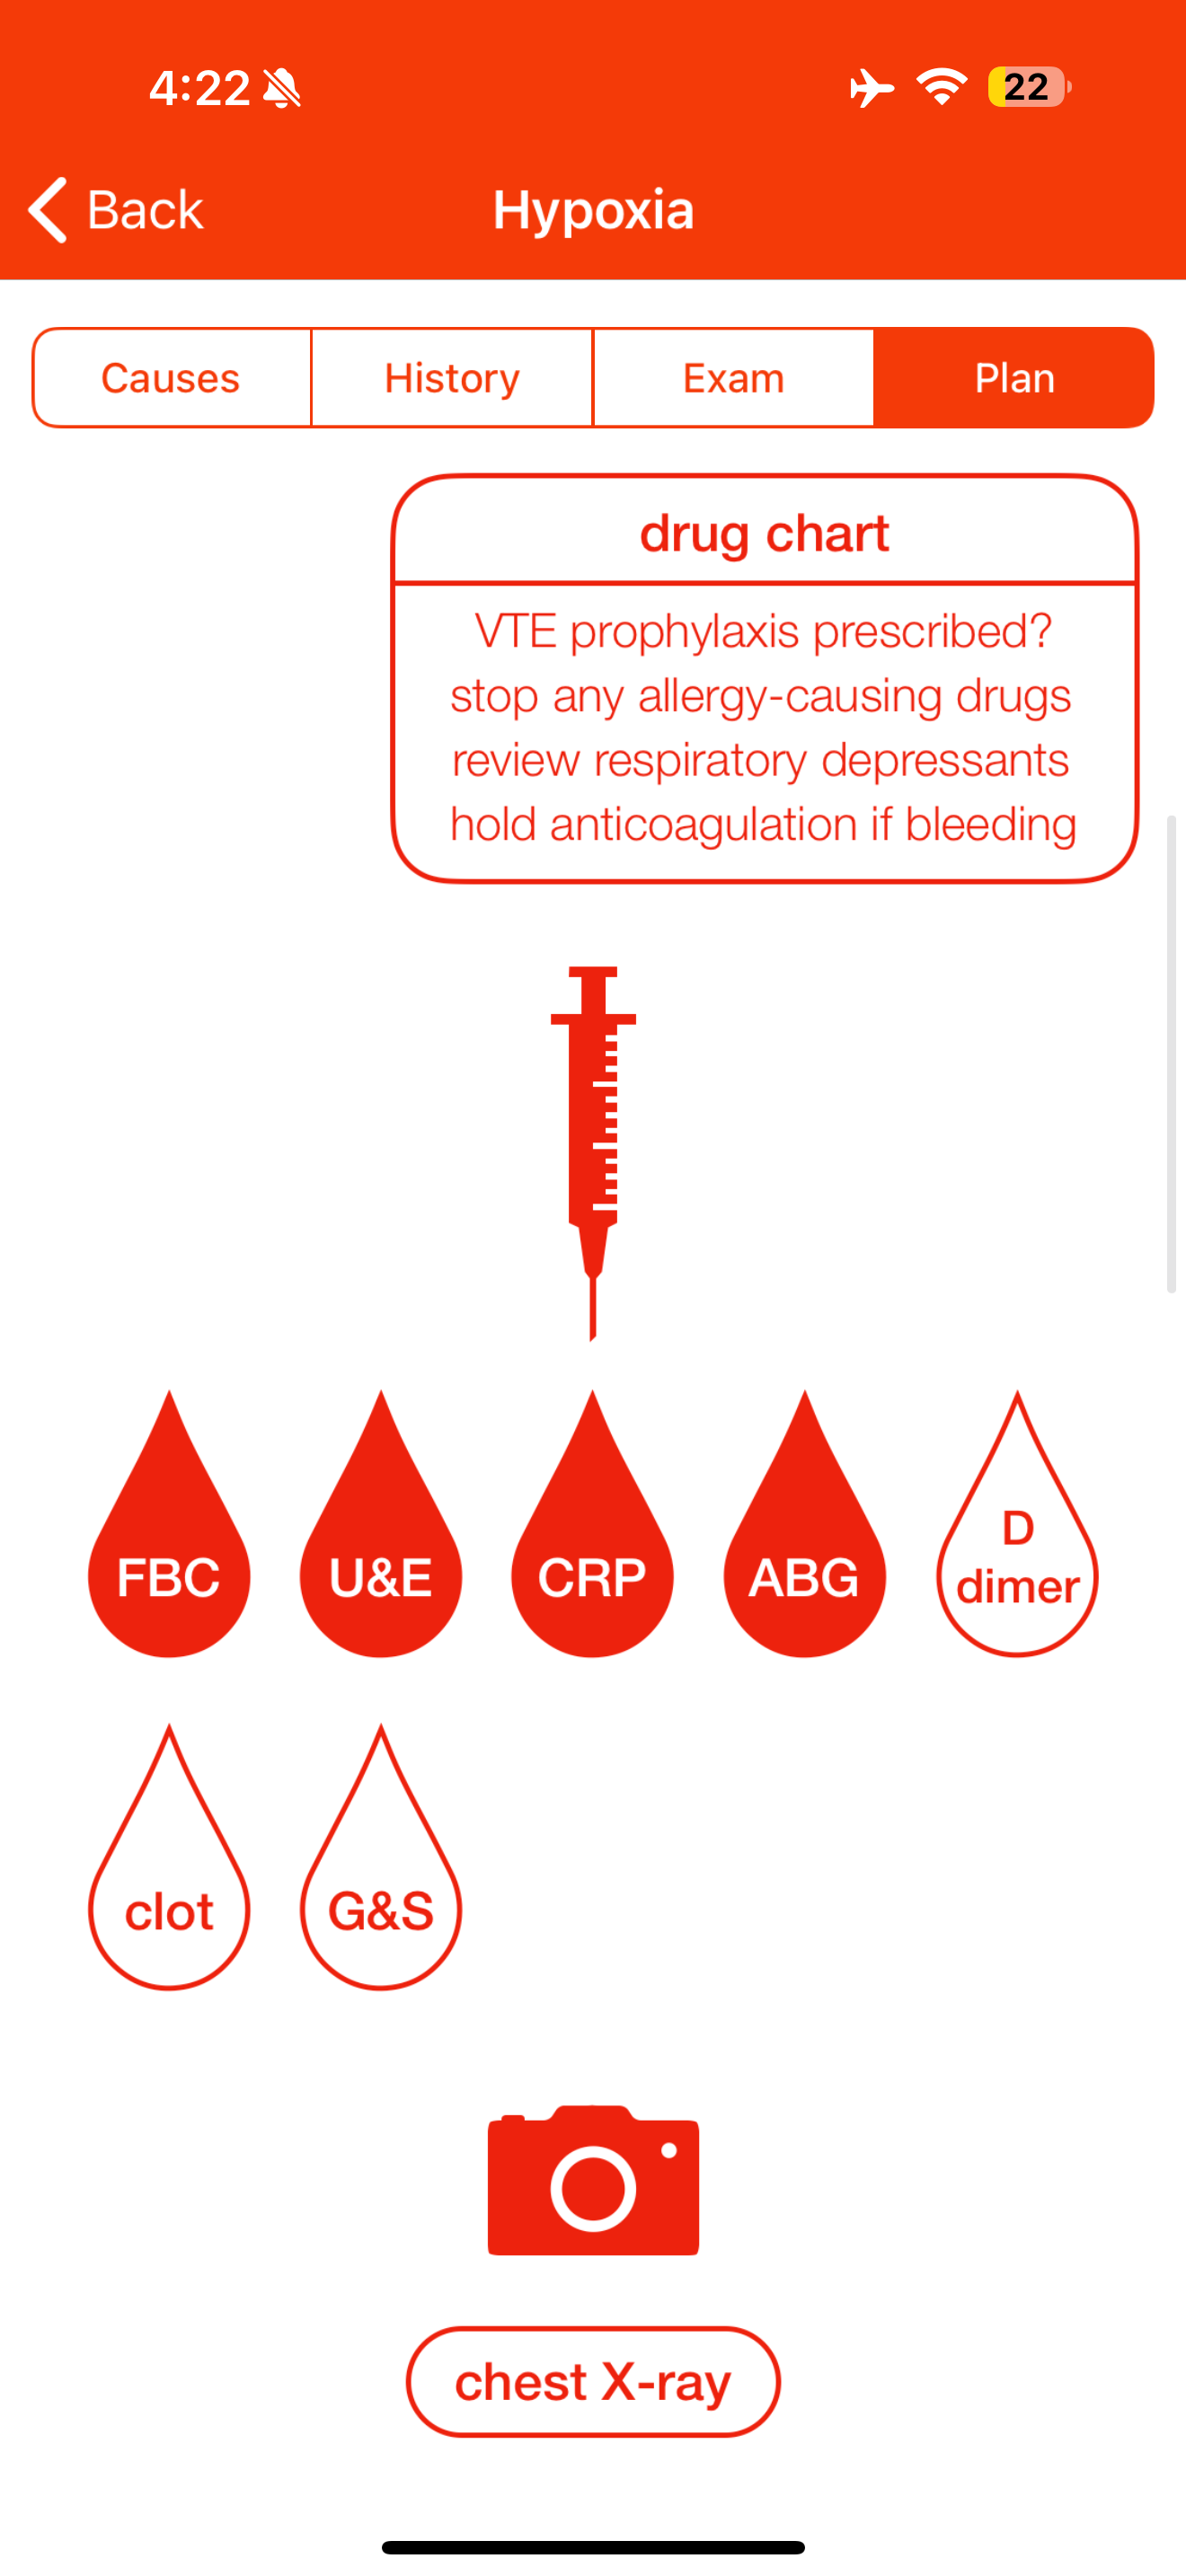 4:22
22
Back
Hypoxia
Causes
History
Exam
Plan
drug chart
VTE prophylaxis prescribed?
stop any allergy-causing drugs
review respiratory depressants
hold anticoagulation if bleeding
FBC
U&E
CRP
ABG
D
dimer
clot
G&S
chest X-ray